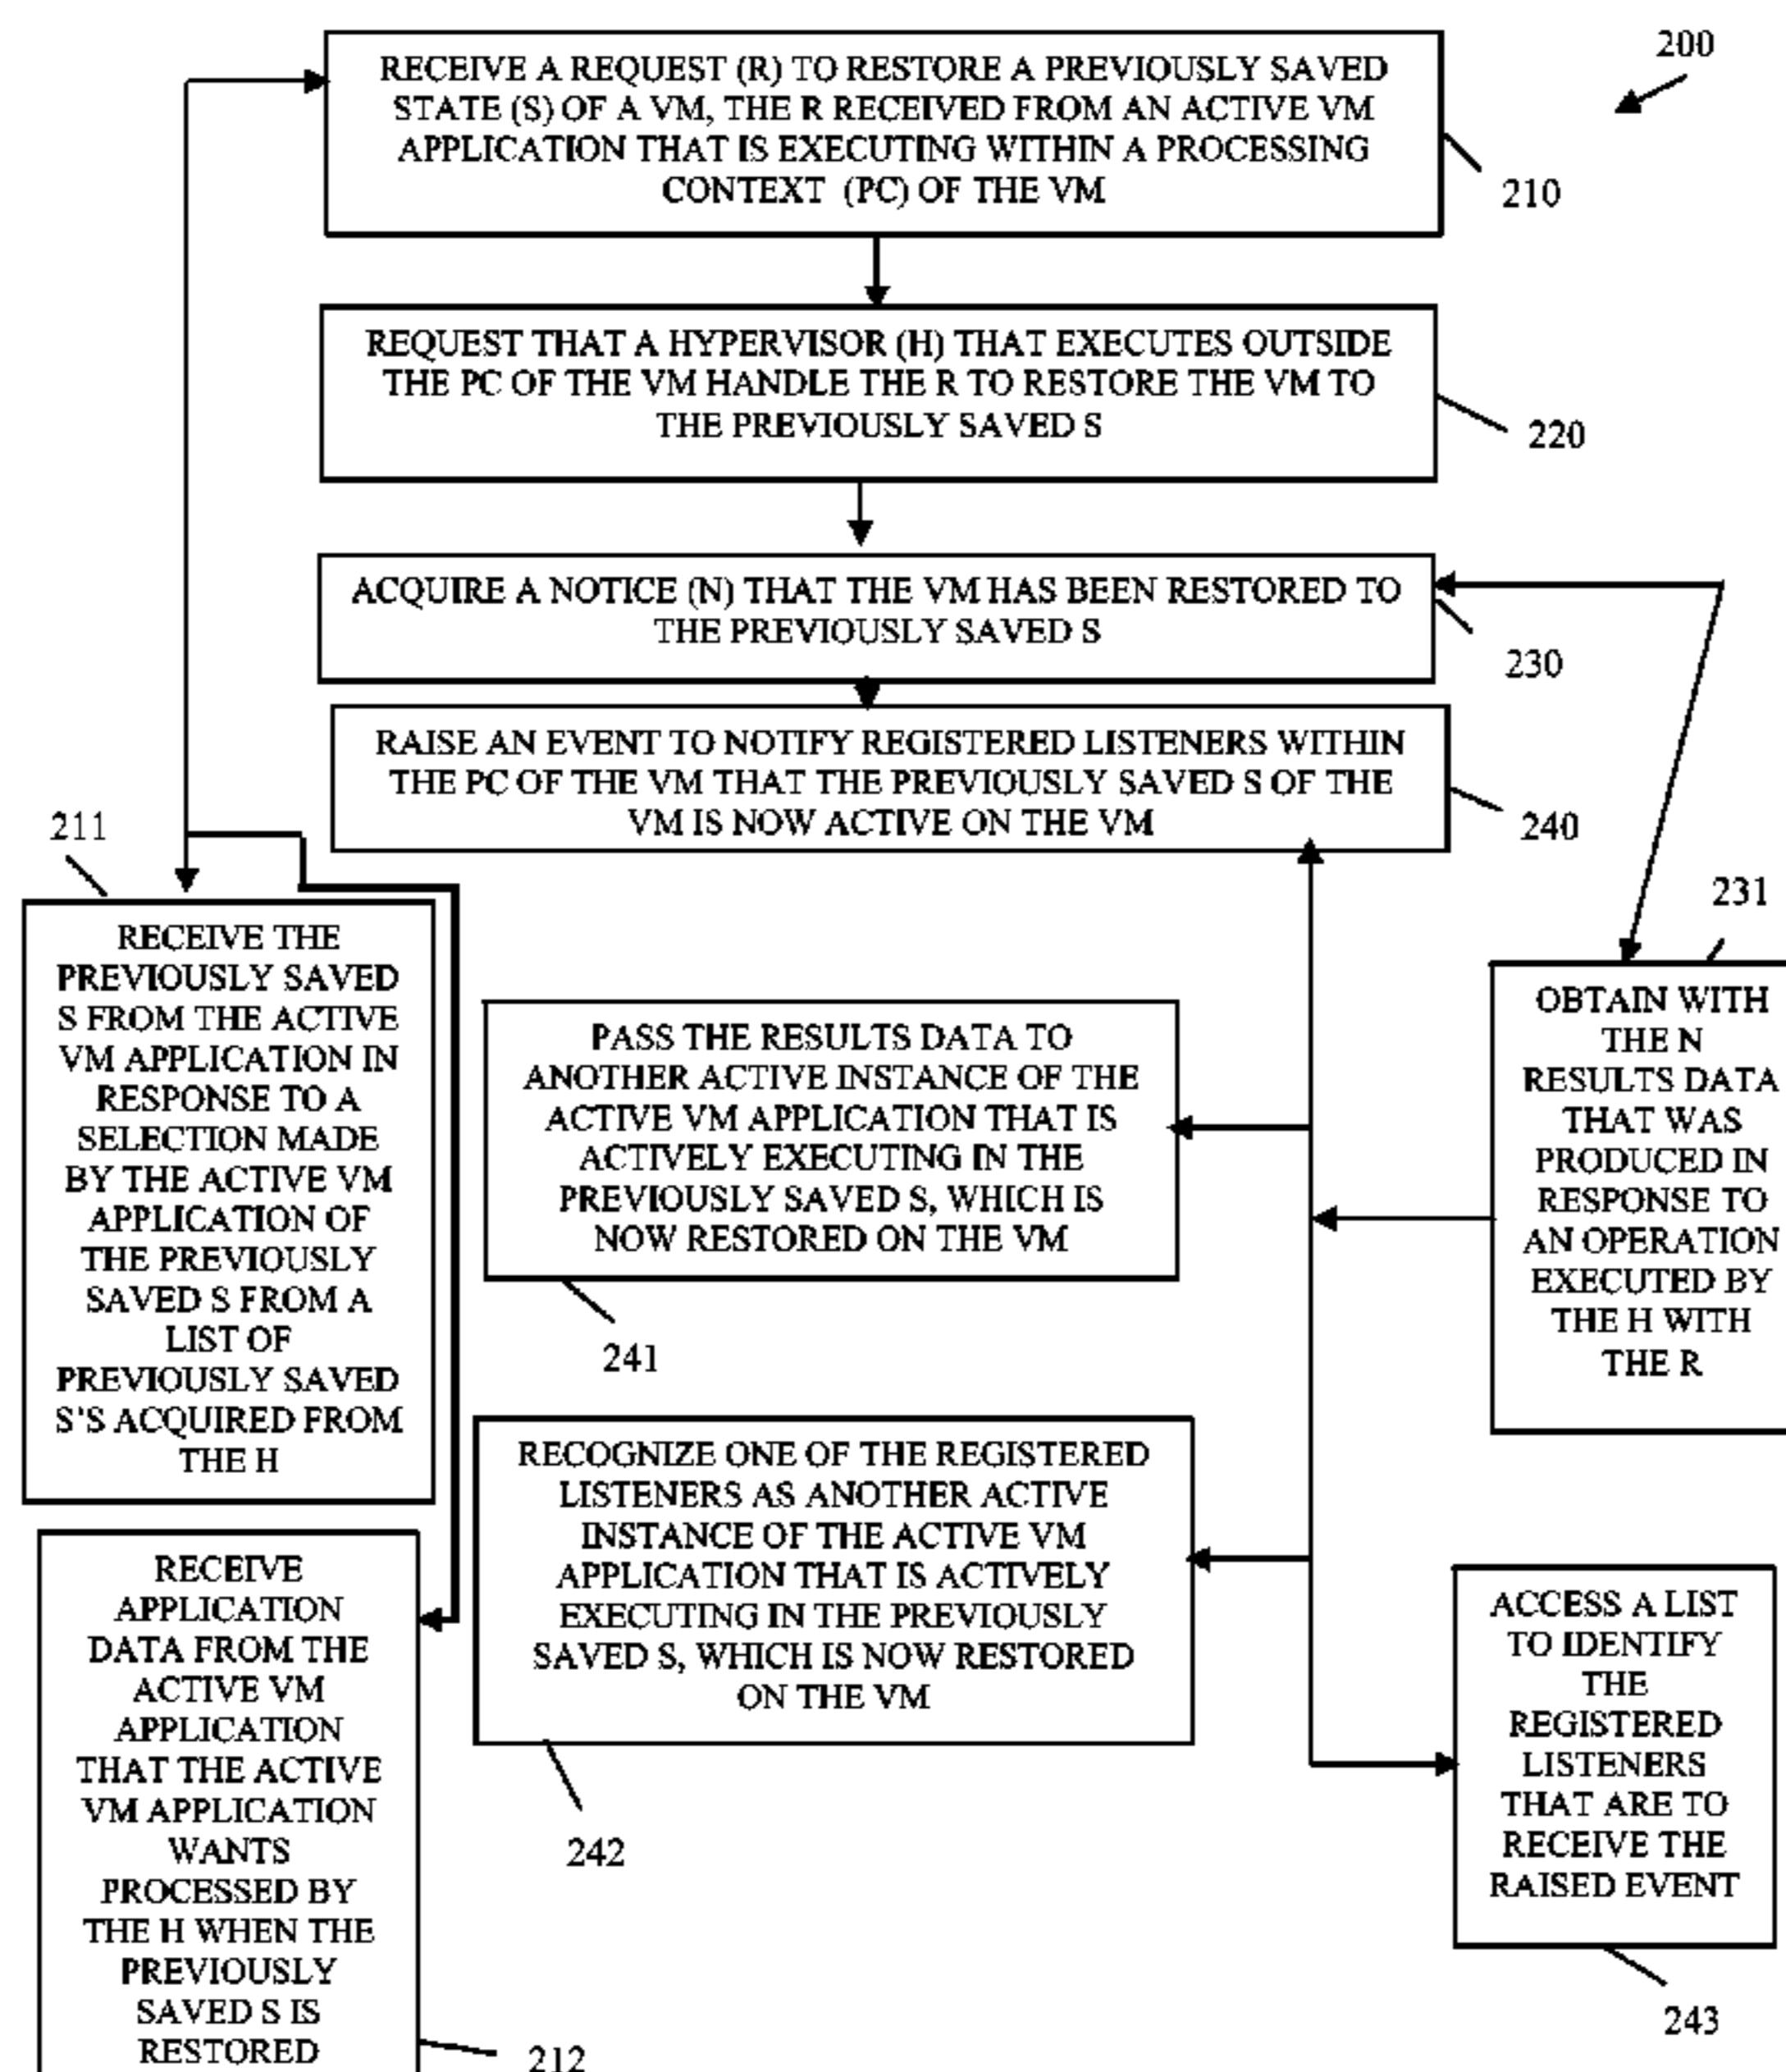 200
RECEIVE A REQUEST (R) TO RESTORE A PREVIOUSLY SAVED
STATE (S) OF A VM, THE R RECEIVED FROM AN ACTIVE VM
APPLICATION THAT IS EXECUTING WITHIN A PROCESSING
CONTEXT (PC) OF THE VM
210
REQUEST THAT A HYPERVISOR (H) THAT EXECUTES OUTSIDE
THE PC OF THE VM HANDLE THE R TO RESTORE THE VM TO
THE PREVIOUSLY SAVED S
220
ACQUIRE A NOTICE (N) THAT THE VM HAS BEEN RESTORED TO
THE PREVIOUSLY SAVED S
230
RAISE AN EVENT TO NOTIFY REGISTERED LISTENERS WITHIN
THE PC OF THE VM THAT THE PREVIOUSLY SAVED S OF THE
VM IS NOW ACTIVE ON THE VM
240
211
RECEIVE THE
PREVIOUSLY SAVED
S FROM THE ACTIVE
VM APPLICATION IN
RESPONSE TO A
SELECTION MADE
BY THE ACTIVE VM
APPLICATION OF
THE PREVIOUSLY
SAVED S FROM A
LIST OF
PREVIOUSLY SAVED
S'S ACQUIRED FROM
THE H
231
OBTAIN WITH
THE N
RESULTS DATA
THAT WAS
PRODUCED IN
RESPONSE TO
AN OPERATION
EXECUTED BY
THE H WITH
THE R
PASS THE RESULTS DATA TO
ANOTHER ACTIVE INSTANCE OF THE
ACTIVE VM APPLICATION THAT IS
ACTIVELY EXECUTING IN THE
PREVIOUSLY SAVED S, WHICH IS
NOW RESTORED ON THE VM
241
RECOGNIZE ONE OF THE REGISTERED
LISTENERS AS ANOTHER ACTIVE
INSTANCE OF THE ACTIVE VM
APPLICATION THAT IS ACTIVELY
EXECUTING IN THE PREVIOUSLY
SAVED S, WHICH IS NOW RESTORED
ON THE VM
242
RECEIVE
APPLICATION
DATA FROM THE
ACTIVE VM
APPLICATION
THAT THE ACTIVE
VM APPLICATION
WANTS
PROCESSED BY
THE H WHEN THE
PREVIOUSLY
SAVED S IS
RESTORED
212
ACCESS A LIST
TO IDENTIFY
THE
REGISTERED
LISTENERS
THAT ARE TO
RECEIVE THE
RAISED EVENT
243